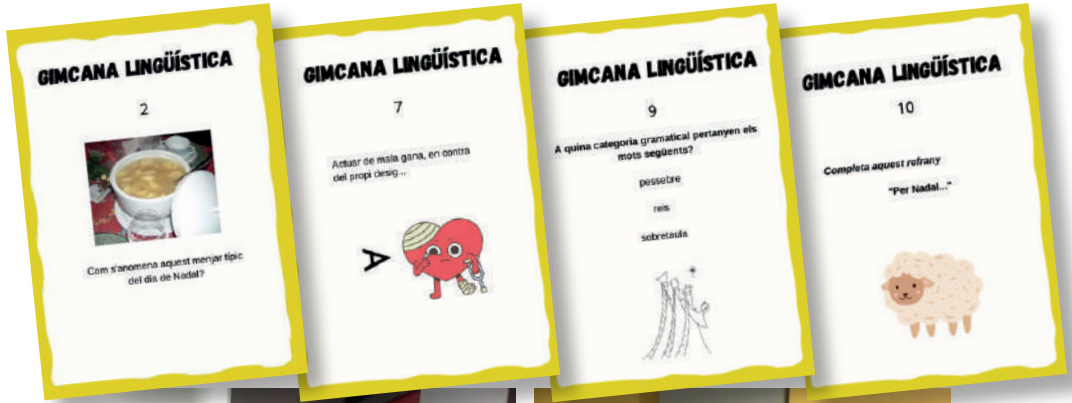 GIMCANA LINGÜÍSTICA
2
Com s'anomena aquest menjar típic
del dia de Nadal?
GIMCANA LINGÜÍSTICA
7
Actuar de mala gana, en contra
del propi desig...
A
GIMCANA LINGÜÍSTICA
9
A quina categoria gramatical pertanyen els
mots següents?
pessebre
reis
sobretaula
GIMCANA LINGÜÍSTICA
10
Completa aquest refrany
"Per Nadal..."